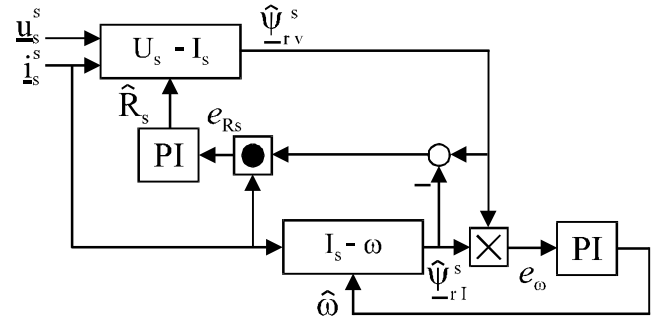 u_s^s
ψ̂_rv^s
i_s^s
U_s - I_s
R̂_s
e_Rs
PI
I_s - ω
PI
ψ̂_rI^s
e_ω
ω̂